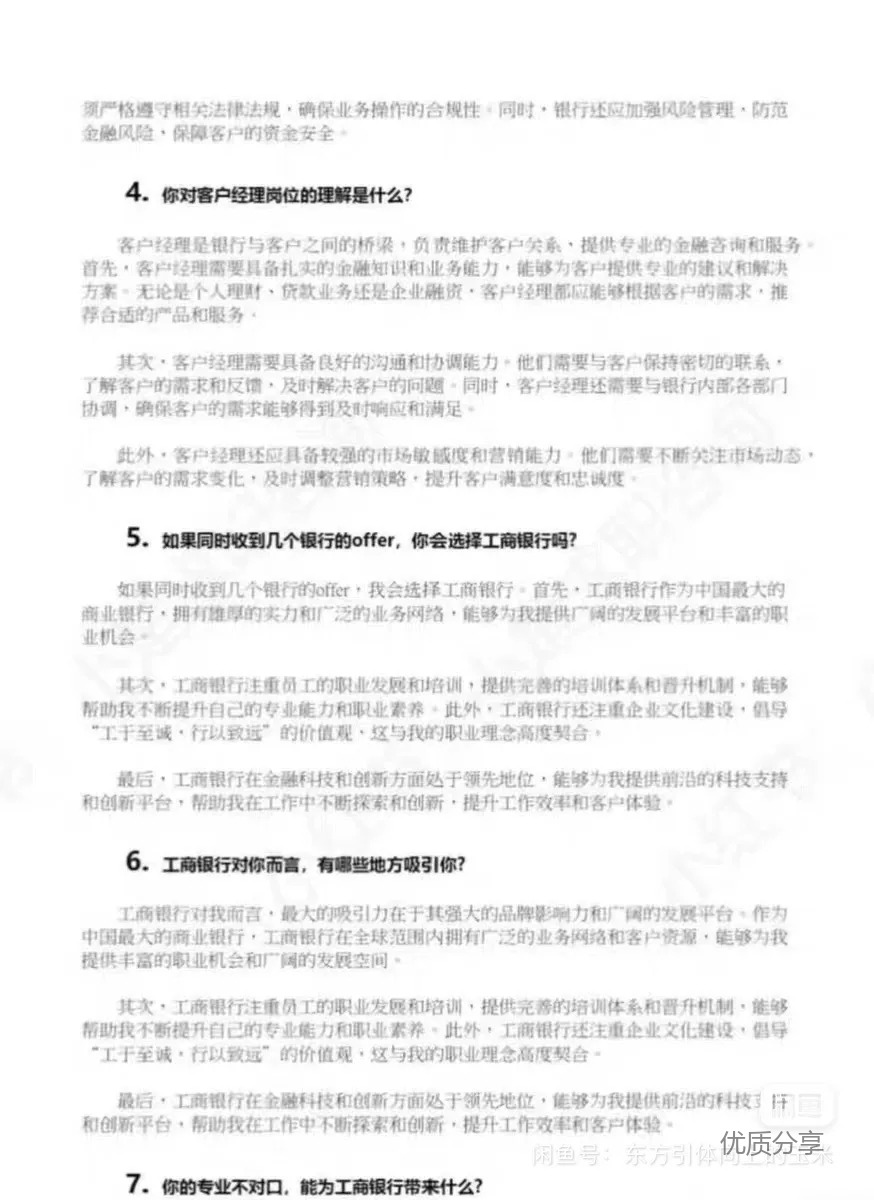 须严格遵守相关法律法规，确保业务操作的合规性。同时，银行还应加强风险管理，防范
金融风险，保障客户的资金安全。
4. 你对客户经理岗位的理解是什么？
客户经理是银行与客户之间的桥梁，负责维护客户关系，提供专业的金融咨询和服务。
首先，客户经理需要具备扎实的金融知识和业务能力，能够为客户提供专业的建议和解决
方案。无论是个人理财、贷款业务还是企业融资，客户经理都应能够根据客户的需求，推
荐合适的产品和服务。
其次，客户经理需要具备良好的沟通和协调能力。他们需要与客户保持密切的联系，
了解客户的需求和反馈，及时解决客户的问题。同时，客户经理还需要与银行内部各部门
协调，确保客户的需求能够得到及时响应和满足。
此外，客户经理还应具备较强的市场敏感度和营销能力。他们需要不断关注市场动态，
了解客户的需求变化，及时调整营销策略，提升客户满意度和忠诚度。
5. 如果同时收到几个银行的offer，你会选择工商银行吗？
如果同时收到几个银行的offer，我会选择工商银行。首先，工商银行作为中国最大的
商业银行，拥有雄厚的实力和广泛的业务网络，能够为我提供广阔的发展平台和丰富的职
业机会。
其次，工商银行注重员工的职业发展和培训，提供完善的培训体系和晋升机制，能够
帮助我不断提升自己的专业能力和职业素养。此外，工商银行还注重企业文化建设，倡导
“工于至诚，行以致远”的价值观，这与我的职业理念高度契合。
最后，工商银行在金融科技和创新方面处于领先地位，能够为我提供前沿的科技支持
和创新平台，帮助我在工作中不断探索和创新，提升工作效率和客户体验。
6. 工商银行对你而言，有哪些地方吸引你？
工商银行对我而言，最大的吸引力在于其强大的品牌影响力和广阔的发展平台。作为
中国最大的商业银行，工商银行在全球范围内拥有广泛的业务网络和客户资源，能够为我
提供丰富的职业机会和广阔的发展空间。
其次，工商银行注重员工的职业发展和培训，提供完善的培训体系和晋升机制，能够
帮助我不断提升自己的专业能力和职业素养。此外，工商银行还注重企业文化建设，倡导
“工于至诚，行以致远”的价值观，这与我的职业理念高度契合。
最后，工商银行在金融科技和创新方面处于领先地位，能够为我提供前沿的科技支持
和创新平台，帮助我在工作中不断探索和创新，提升工作效率和客户体验。
闲鱼
优质分享
闲鱼号：东方引体向上的玉米
7. 你的专业不对口，能为工商银行带来什么？